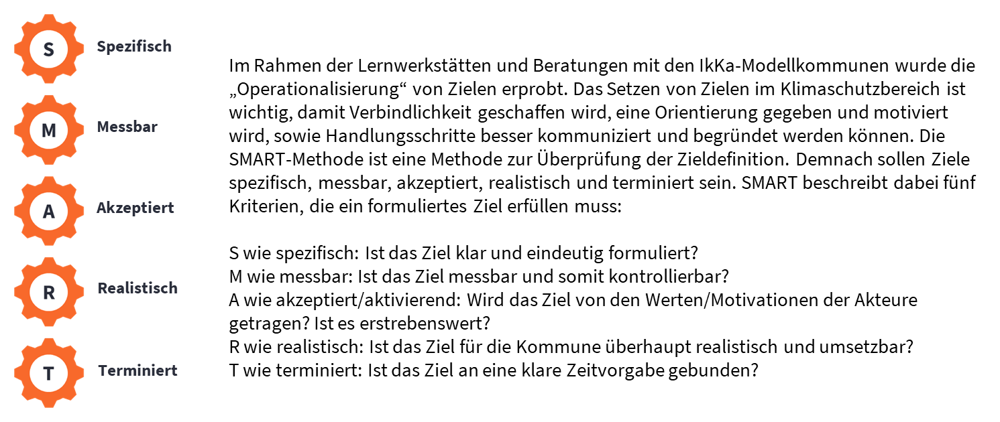 S
Spezifisch
M
Messbar
A
Akzeptiert
R
Realistisch
T
Terminiert
Im Rahmen der Lernwerkstätten und Beratungen mit den IkKa-Modellkommunen wurde die
„Operationalisierung“ von Zielen erprobt. Das Setzen von Zielen im Klimaschutzbereich ist
wichtig, damit Verbindlichkeit geschaffen wird, eine Orientierung gegeben und motiviert
wird, sowie Handlungsschritte besser kommuniziert und begründet werden können. Die
SMART-Methode ist eine Methode zur Überprüfung der Zieldefinition. Demnach sollen Ziele
spezifisch, messbar, akzeptiert, realistisch und terminiert sein. SMART beschreibt dabei fünf
Kriterien, die ein formuliertes Ziel erfüllen muss:
S wie spezifisch: Ist das Ziel klar und eindeutig formuliert?
M wie messbar: Ist das Ziel messbar und somit kontrollierbar?
A wie akzeptiert/aktivierend: Wird das Ziel von den Werten/Motivationen der Akteure
getragen? Ist es erstrebenswert?
R wie realistisch: Ist das Ziel für die Kommune überhaupt realistisch und umsetzbar?
T wie terminiert: Ist das Ziel an eine klare Zeitvorgabe gebunden?